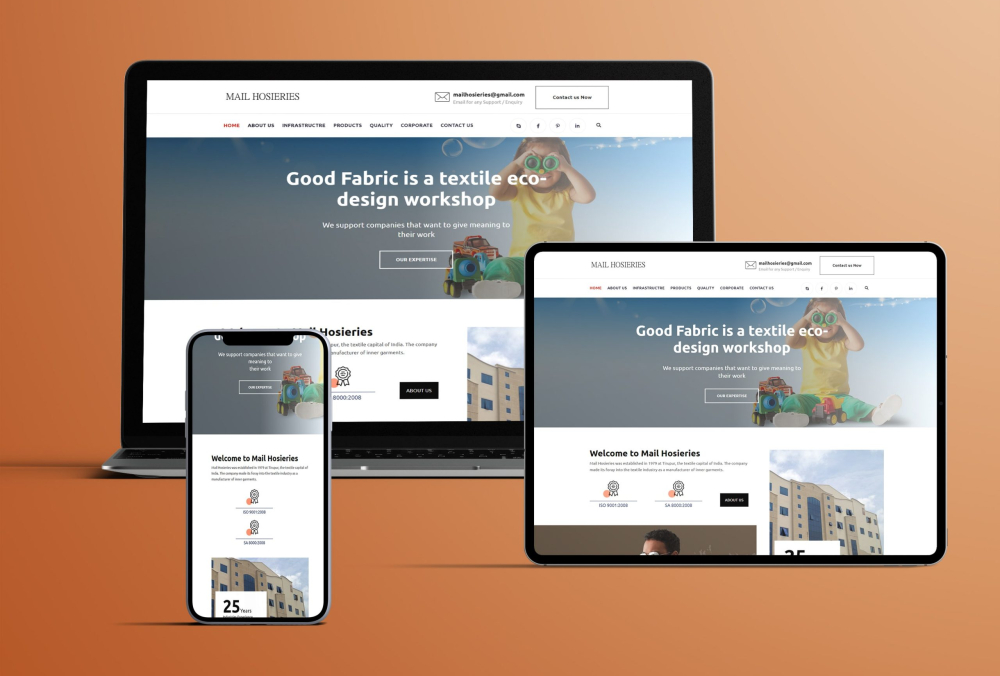 MAIL HOSIERIES
mailhosieries@gmail.com
Email for any Support / Enquiry
Contact us Now
HOME ABOUT US INFRASTRUCTRE PRODUCTS QUALITY CORPORATE CONTACT US
Good Fabric is a textile eco-
design workshop
We support companies that want to give meaning to
their work
OUR EXPERTISE
Mail Hosieries
the textile capital of India. The company
manufacturer of inner garments.
8000:2008
ABOUT US
MAIL HOSIERIES
mailhosieries@gmail.com
Email for any Support / Enquiry
Contact us Now
HOME ABOUT US INFRASTRUCTRE PRODUCTS QUALITY CORPORATE CONTACT US
Good Fabric is a textile eco-
design workshop
We support companies that want to give meaning to
their work
OUR EXPERTISE
Welcome to Mail Hosieries
Mail Hosieries was established in 1979 at Tirupur, the textile capital of India. The company
made its foray into the textile industry as a manufacturer of inner garments.
ISO 9001:2008
SA 8000:2008
ABOUT US
25
We support companies that want to give
meaning to
their work
OUR EXPERTISE
Welcome to Mail Hosieries
Mail Hosieries was established in 1979 at Tirupur, the textile capital of
India. The company made its foray into the textile industry as a
manufacturer of inner garments.
ISO 9001:2008
SA 8000:2008
25 Years